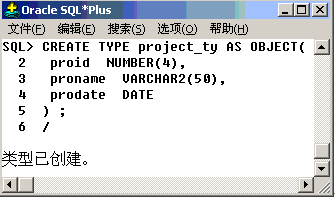 Oracle SQL*Plus
文件(F) 编辑(E) 搜索(S) 选项(O) 帮助(H)
SQL> CREATE TYPE project_ty AS OBJECT(
2 proid NUMBER(4),
3 proname VARCHAR2(50),
4 prodate DATE
5 ) ;
6 /
类型已创建。